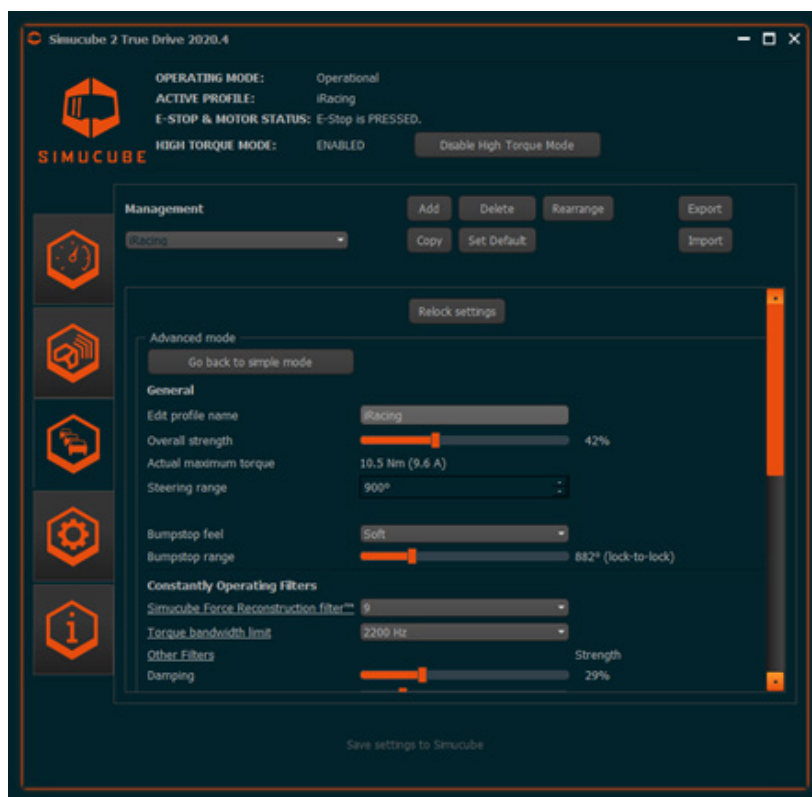 Simucube 2 True Drive 2020.4
OPERATING MODE: Operational
ACTIVE PROFILE: iRacing
E-STOP & MOTOR STATUS: E-Stop is PRESSED.
HIGH TORQUE MODE: ENABLED Disable High Torque Mode
SIMUCUBE
Management Add Delete Rearrange Export
iRacing Copy Set Default Import
Relock settings
Advanced mode
Go back to simple mode
General
Edit profile name iRacing
Overall strength 42%
Actual maximum torque 10.5 Nm (9.6 A)
Steering range 900°
Bumpstop feel Soft
Bumpstop range 882° (lock-to-lock)
Constantly Operating Filters
Simucube Force Reconstruction filter™ 9
Torque bandwidth limit 2200 Hz
Other Filters Strength
Damping 29%
Save settings to Simucube